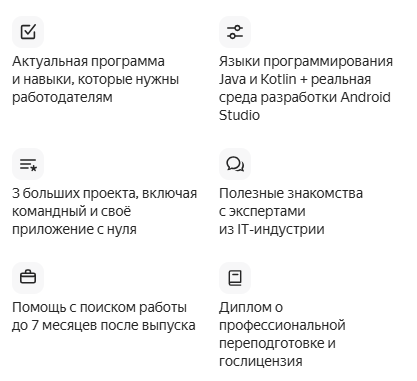 Актуальная программа
и навыки, которые нужны
работодателям
Языки программирования
Java и Kotlin + реальная
среда разработки Android
Studio
3 больших проекта, включая
командный и своё
приложение с нуля
Полезные знакомства
с экспертами
из IT-индустрии
Помощь с поиском работы
до 7 месяцев после выпуска
Диплом о
профессиональной
переподготовке и
гослицензия